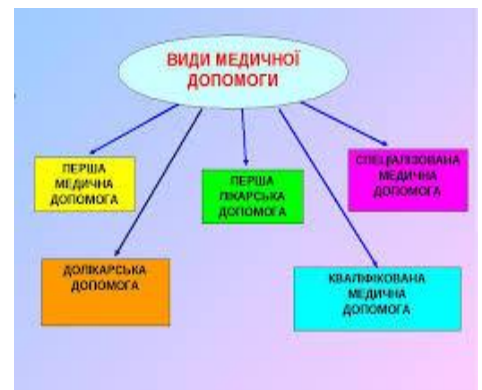 ВИДИ МЕДИЧНОЇ
ДОПОМОГИ
ПЕРША
МЕДИЧНА
ДОПОМОГА
ПЕРША
ЛІКАРСЬКА
ДОПОМОГА
СПЕЦІАЛІЗОВАНА
МЕДИЧНА
ДОПОМОГА
ДОЛІКАРСЬКА
ДОПОМОГА
КВАЛІФІКОВАНА
МЕДИЧНА
ДОПОМОГА